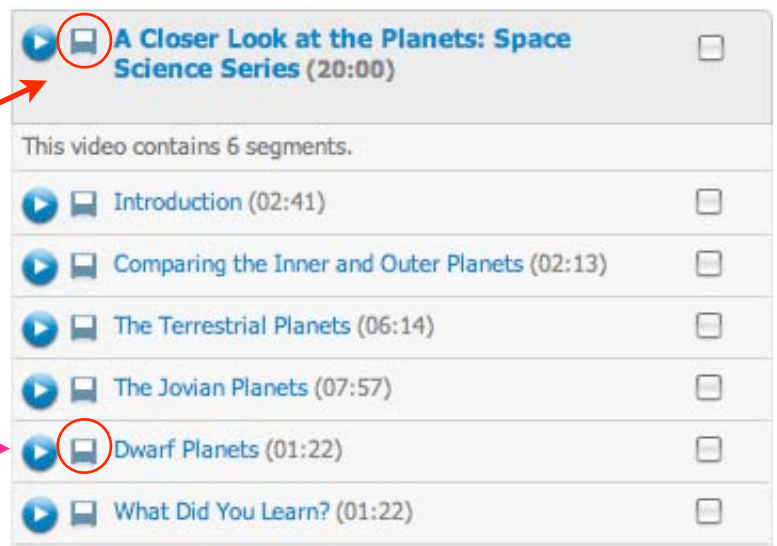 A Closer Look at the Planets: Space
Science Series (20:00)
This video contains 6 segments.
Introduction (02:41)
Comparing the Inner and Outer Planets (02:13)
The Terrestrial Planets (06:14)
The Jovian Planets (07:57)
Dwarf Planets (01:22)
What Did You Learn? (01:22)